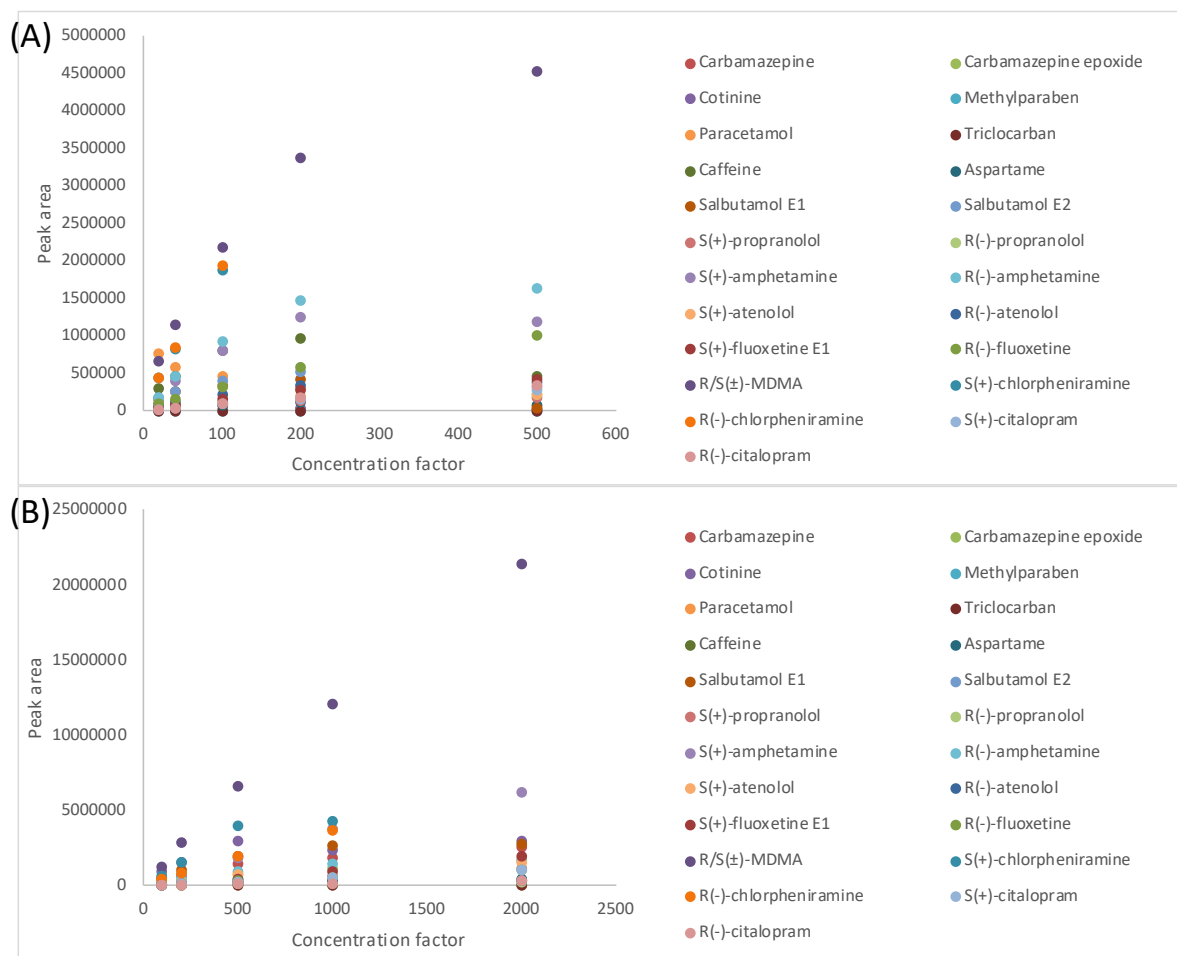 (A)
5000000
4500000
4000000
3500000
3000000
2500000
2000000
1500000
1000000
500000
0
Peak area
0 100 200 300 400 500 600
Concentration factor
Carbamazepine Carbamazepine epoxide
Cotinine Methylparaben
Paracetamol Triclocarban
Caffeine Aspartame
Salbutamol E1 Salbutamol E2
S(+)-propranolol R(-)-propranolol
S(+)-amphetamine R(-)-amphetamine
S(+)-atenolol R(-)-atenolol
S(+)-fluoxetine E1 R(-)-fluoxetine
R/S(±)-MDMA S(+)-chlorpheniramine
R(-)-chlorpheniramine S(+)-citalopram
R(-)-citalopram
(B)
25000000
20000000
15000000
10000000
5000000
0
Peak area
0 500 1000 1500 2000 2500
Concentration factor
Carbamazepine Carbamazepine epoxide
Cotinine Methylparaben
Paracetamol Triclocarban
Caffeine Aspartame
Salbutamol E1 Salbutamol E2
S(+)-propranolol R(-)-propranolol
S(+)-amphetamine R(-)-amphetamine
S(+)-atenolol R(-)-atenolol
S(+)-fluoxetine E1 R(-)-fluoxetine
R/S(±)-MDMA S(+)-chlorpheniramine
R(-)-chlorpheniramine S(+)-citalopram
R(-)-citalopram